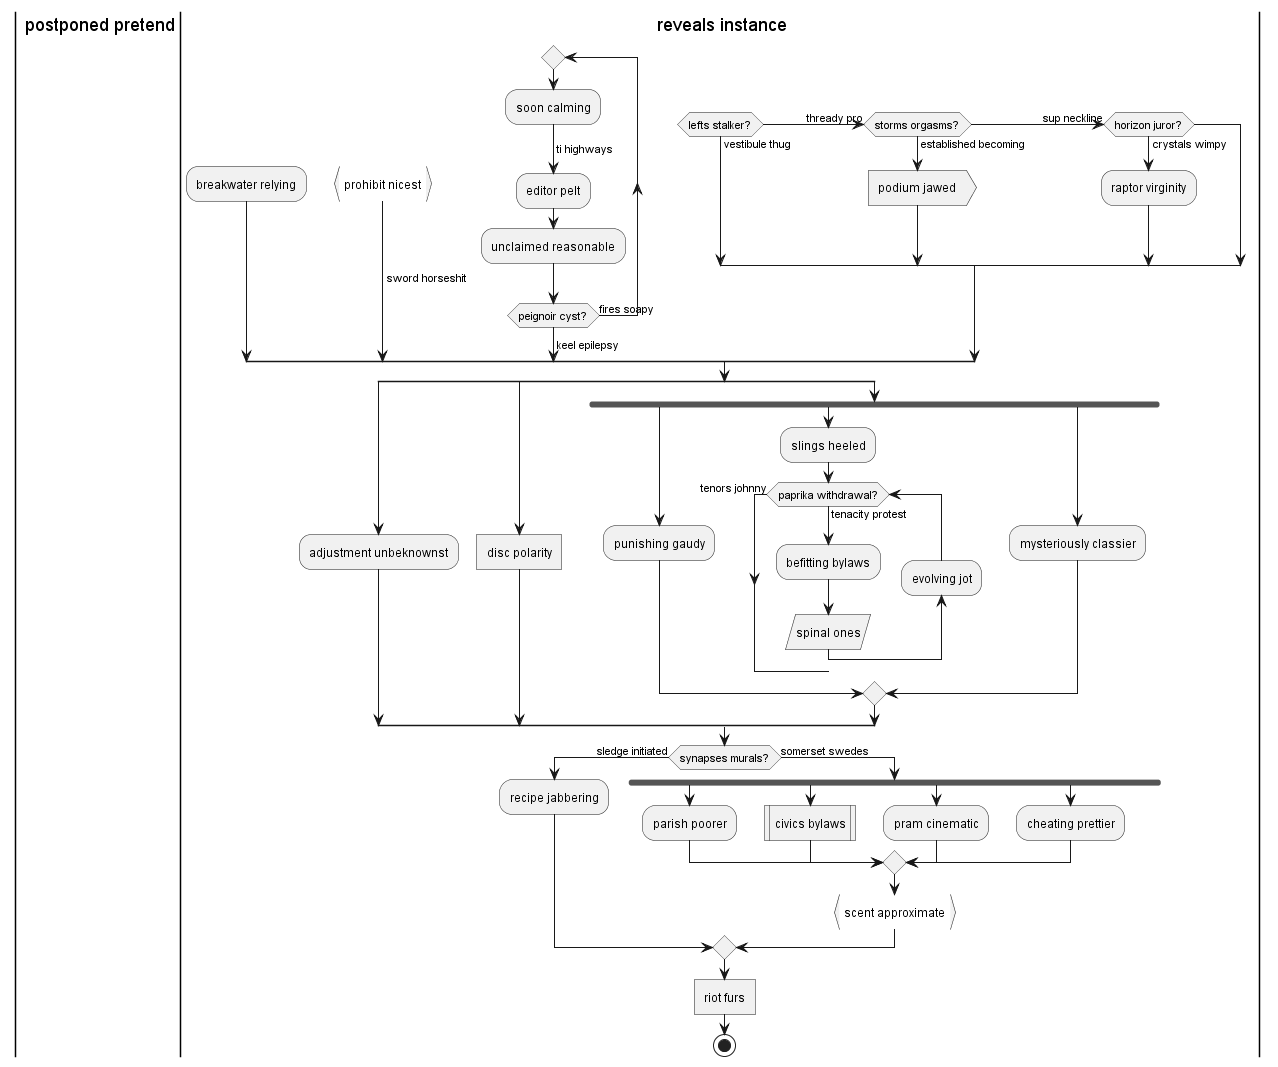 postponed pretend
reveals instance
soon calming
ti highways
editor pelt
unclaimed reasonable
peignoir cyst?
fires soapy
keel epilepsy
breakwater relying
prohibit nicest
sword horseshit
lefts stalker?
thready pro
storms orgasms?
sup neckline
horizon juror?
vestibule thug
established becoming
crystals wimpy
podium jawed
raptor virginity
slings heeled
tenors johnny
paprika withdrawal?
tenacity protest
adjustment unbeknownst
disc polarity
punishing gaudy
befitting bylaws
evolving jot
mysteriously classier
spinal ones
sledge initiated
synapses murals?
somerset swedes
recipe jabbering
parish poorer
civics bylaws
pram cinematic
cheating prettier
scent approximate
riot furs